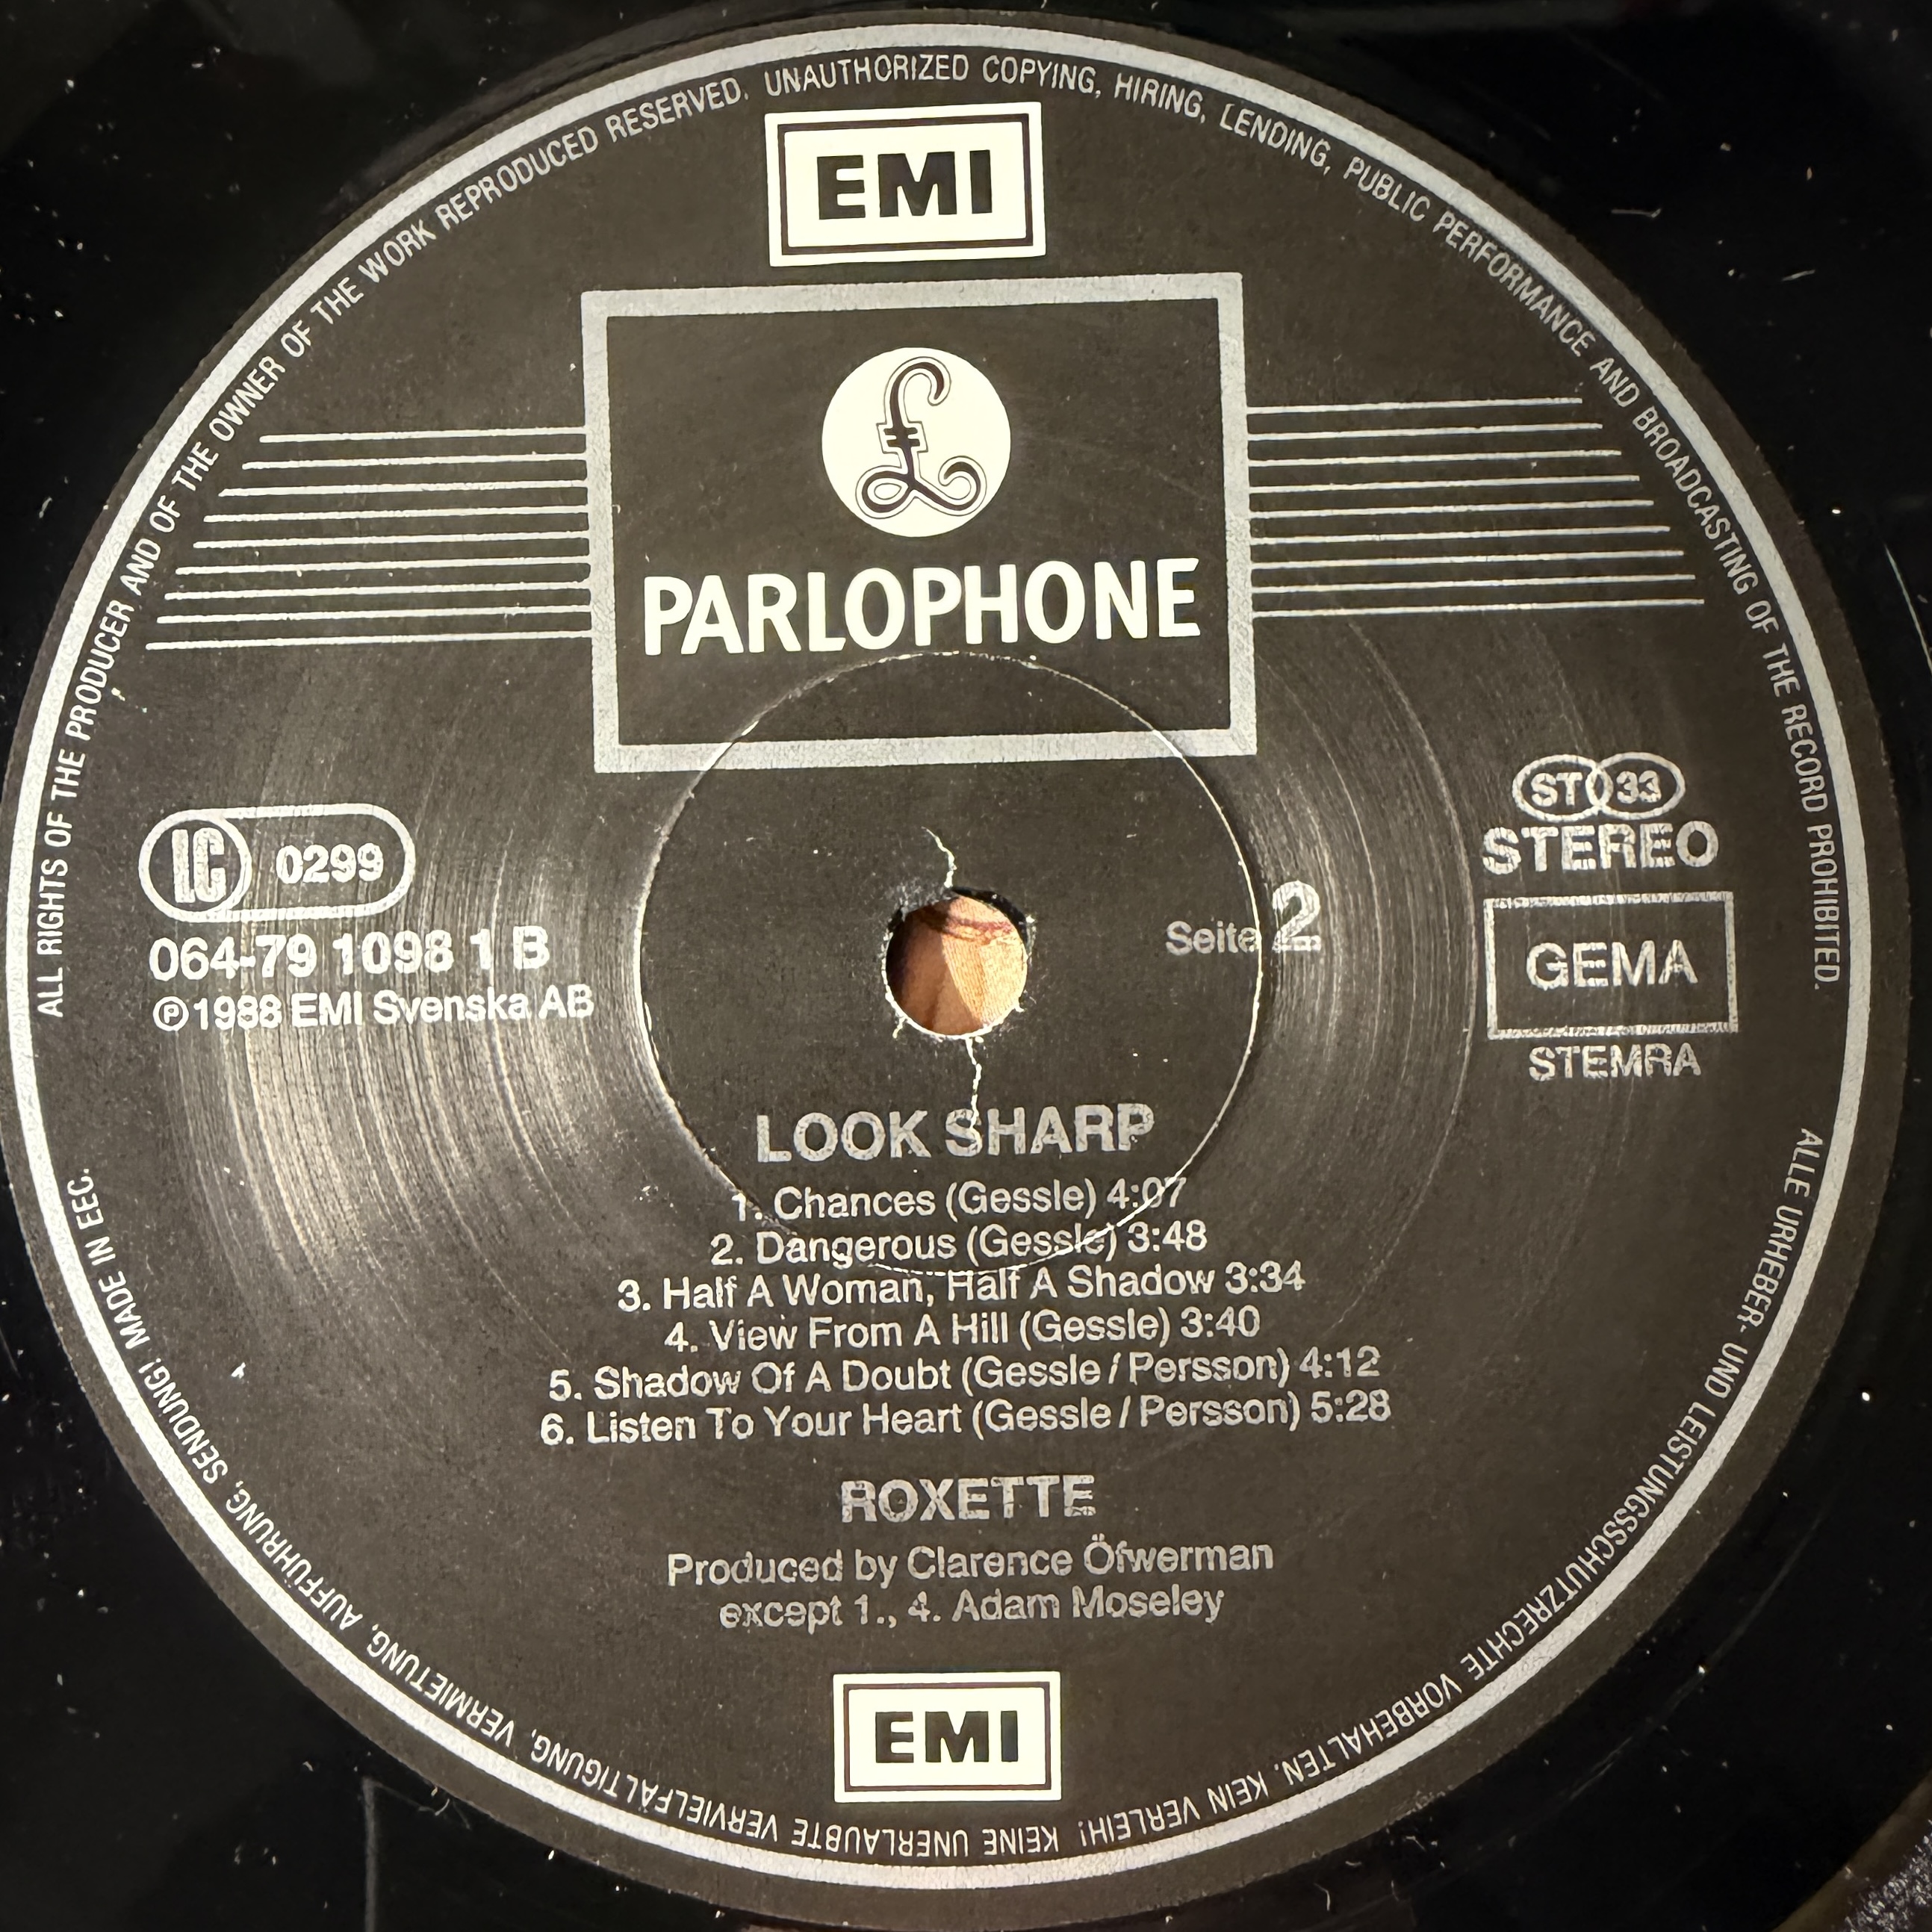 ALL RIGHTS OF THE PRODUCER AND OF THE OWNER OF THE WORK REPRODUCED RESERVED. UNAUTHORIZED COPYING, HIRING, LENDING, PUBLIC PERFORMANCE AND BROADCASTING OF THE RECORD PROHIBITED.
EMI
£
PARLOPHONE
LC 0299
064-79 1098 1 B
℗ 1988 EMI Svenska AB
Seite 2
ST 33
STEREO
GEMA
STEMRA
LOOK SHARP
1. Chances (Gessle) 4:07
2. Dangerous (Gessle) 3:48
3. Half A Woman, Half A Shadow 3:34
4. View From A Hill (Gessle) 3:40
5. Shadow Of A Doubt (Gessle / Persson) 4:12
6. Listen To Your Heart (Gessle / Persson) 5:28
ROXETTE
Produced by Clarence Öfwerman
except 1., 4. Adam Moseley
EMI
ALLE URHEBER- UND LEISTUNGSSCHUTZRECHTE VORBEHALTEN. KEIN VERLEIH! KEINE UNERLAUBTE VERVIELFÄLTIGUNG, VERMIETUNG, AUFFÜHRUNG, SENDUNG! MADE IN EEC.